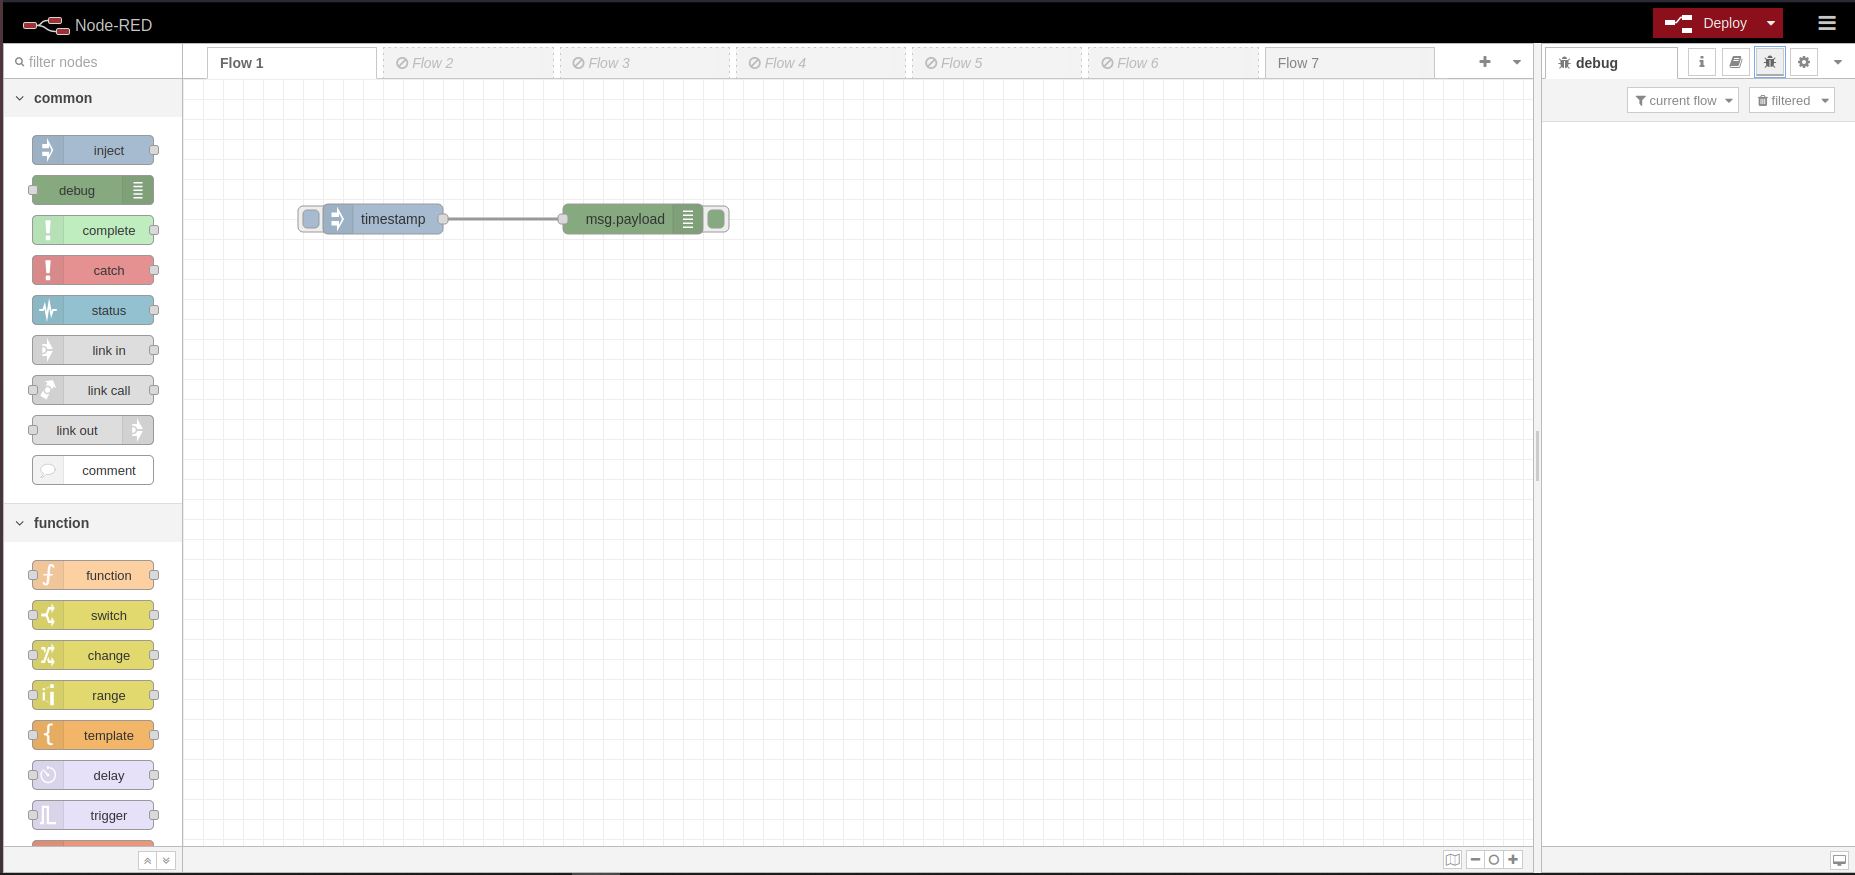 Node-RED
Deploy
filter nodes
Flow 1
Flow 2
Flow 3
Flow 4
Flow 5
Flow 6
Flow 7
debug
i
current flow
filtered
common
inject
debug
complete
catch
status
link in
link call
link out
comment
function
function
switch
change
range
template
delay
trigger
timestamp
msg.payload